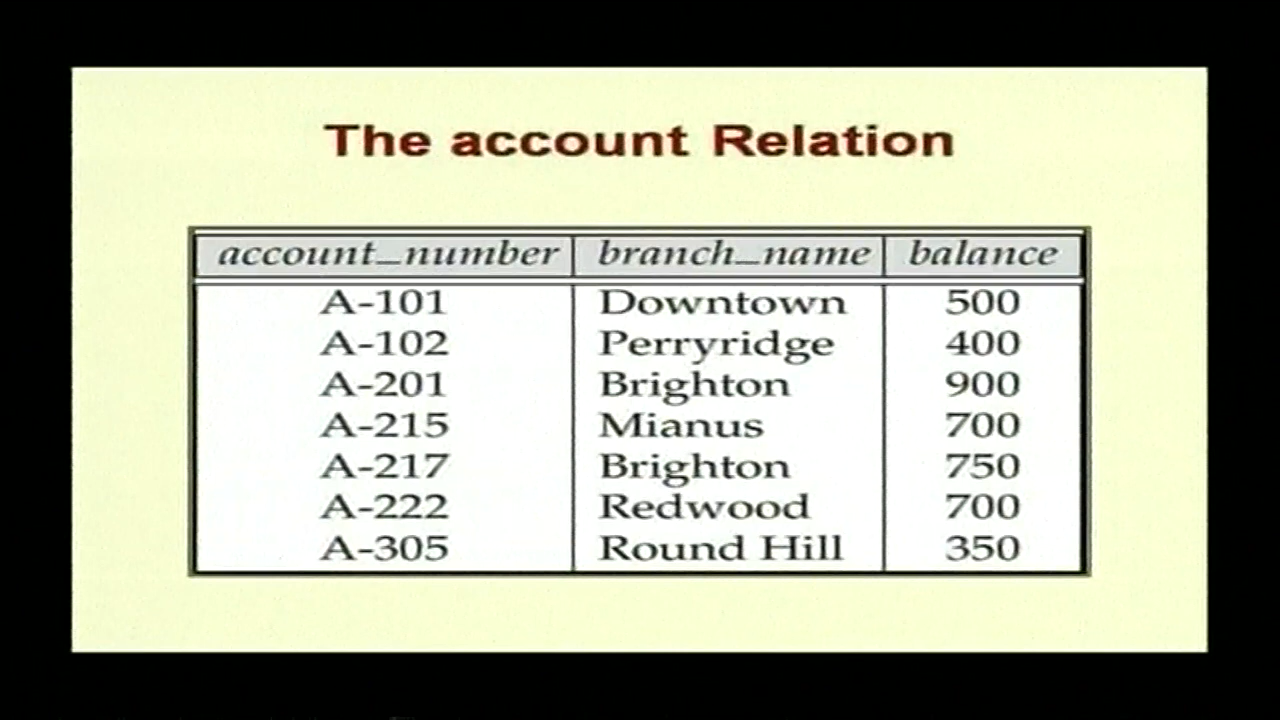 The account Relation
account_number branch_name balance
A-101 Downtown 500
A-102 Perryridge 400
A-201 Brighton 900
A-215 Mianus 700
A-217 Brighton 750
A-222 Redwood 700
A-305 Round Hill 350